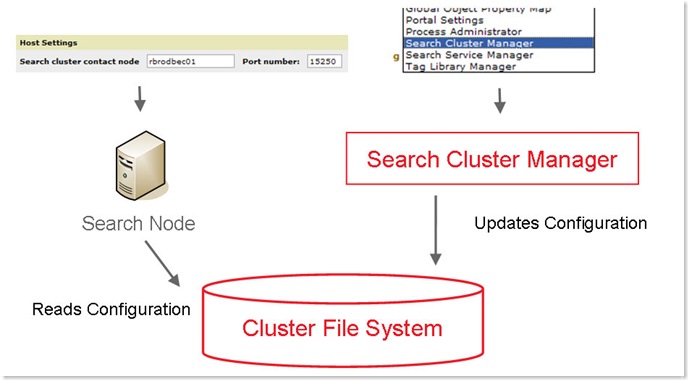 Host Settings
Search cluster contact node rbrodbec01 Port number: 15250
Global Object Property Map
Portal Settings
Process Administrator
Search Cluster Manager
g Search Service Manager
Tag Library Manager
Search Node
Search Cluster Manager
Updates Configuration
Reads Configuration
Cluster File System